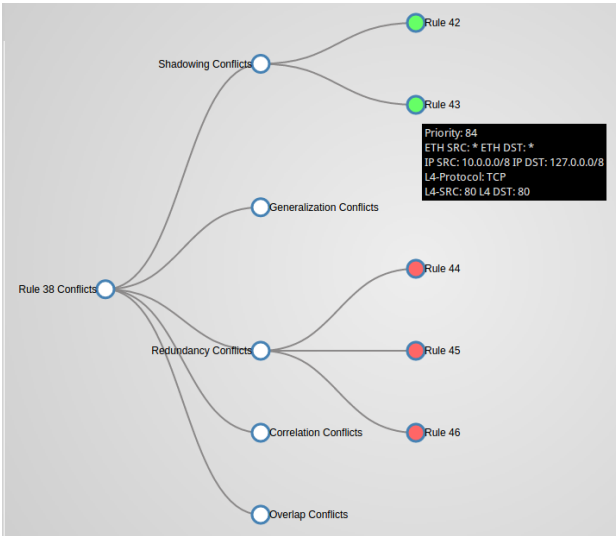 Rule 42
Shadowing Conflicts
Rule 43
Priority: 84
ETH SRC: * ETH DST: *
IP SRC: 10.0.0.0/8 IP DST: 127.0.0.0/8
L4-Protocol: TCP
L4-SRC: 80 L4 DST: 80
Generalization Conflicts
Rule 44
Rule 38 Conflicts
Redundancy Conflicts
Rule 45
Correlation Conflicts
Rule 46
Overlap Conflicts